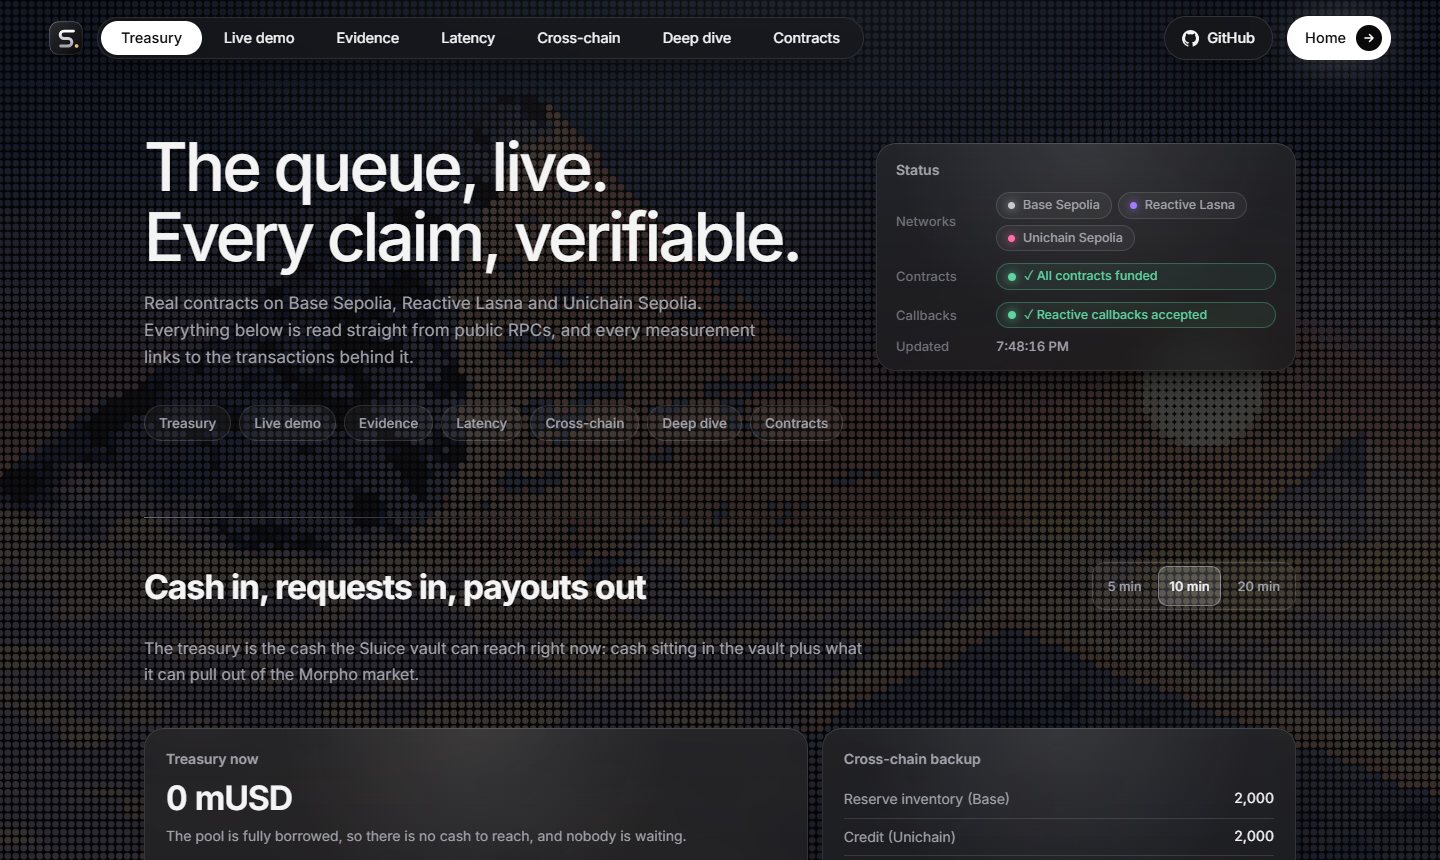 S.
Treasury
Live demo
Evidence
Latency
Cross-chain
Deep dive
Contracts
GitHub
Home
The queue, live.
Every claim, verifiable.
Real contracts on Base Sepolia, Reactive Lasna and Unichain Sepolia.
Everything below is read straight from public RPCs, and every measurement
links to the transactions behind it.
Treasury
Live demo
Evidence
Latency
Cross-chain
Deep dive
Contracts
Status
Networks
Base Sepolia
Reactive Lasna
Unichain Sepolia
Contracts
✓ All contracts funded
Callbacks
✓ Reactive callbacks accepted
Updated
7:48:16 PM
Cash in, requests in, payouts out
5 min
10 min
20 min
The treasury is the cash the Sluice vault can reach right now: cash sitting in the vault plus what
it can pull out of the Morpho market.
Treasury now
0 mUSD
The pool is fully borrowed, so there is no cash to reach, and nobody is waiting.
Cross-chain backup
Reserve inventory (Base)
2,000
Credit (Unichain)
2,000